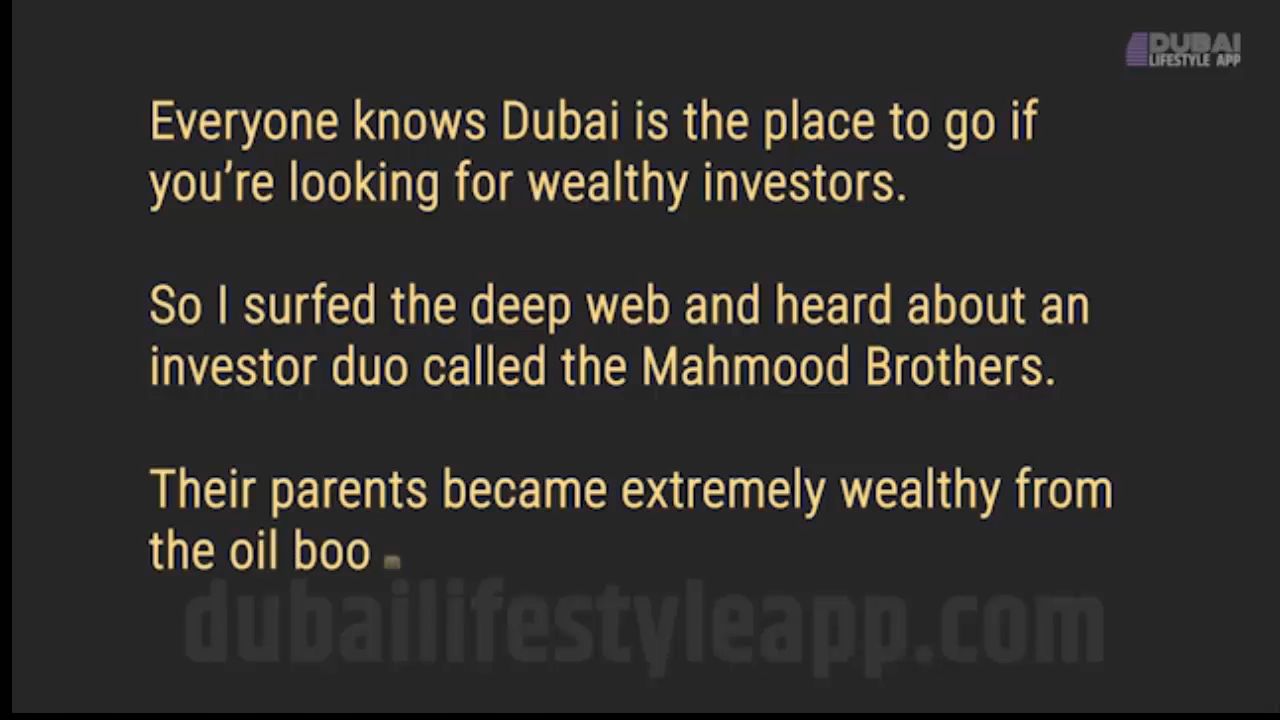 DUBAI
LIFESTYLE APP
Everyone knows Dubai is the place to go if
you’re looking for wealthy investors.
So I surfed the deep web and heard about an
investor duo called the Mahmood Brothers.
Their parents became extremely wealthy from
the oil boo
dubailifestyleapp.com